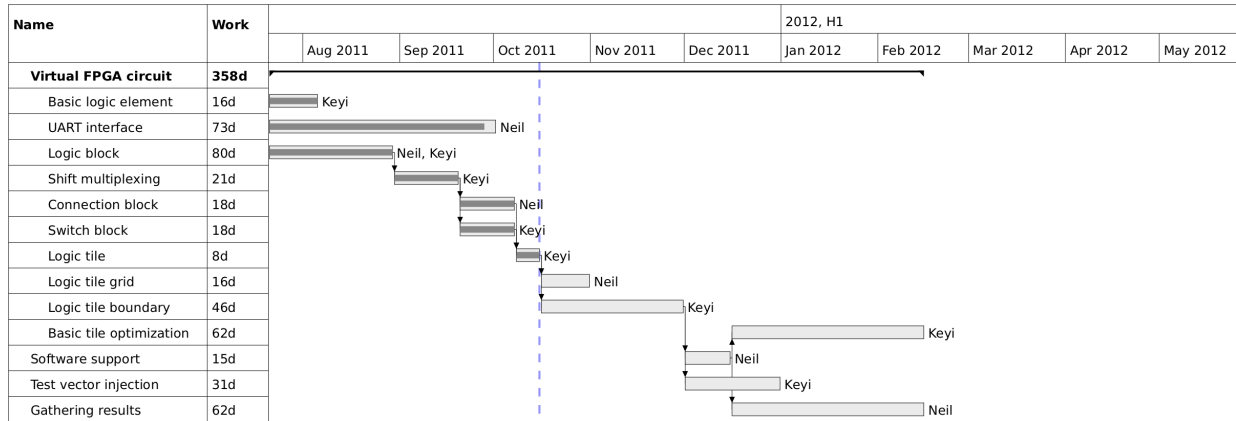 Name Work 2012, H1
Aug 2011 Sep 2011 Oct 2011 Nov 2011 Dec 2011 Jan 2012 Feb 2012 Mar 2012 Apr 2012 May 2012
Virtual FPGA circuit 358d
Basic logic element 16d Keyi
UART interface 73d Neil
Logic block 80d Neil, Keyi
Shift multiplexing 21d Keyi
Connection block 18d Neil
Switch block 18d Keyi
Logic tile 8d Keyi
Logic tile grid 16d Neil
Logic tile boundary 46d Keyi
Basic tile optimization 62d Keyi
Software support 15d Neil
Test vector injection 31d Keyi
Gathering results 62d Neil